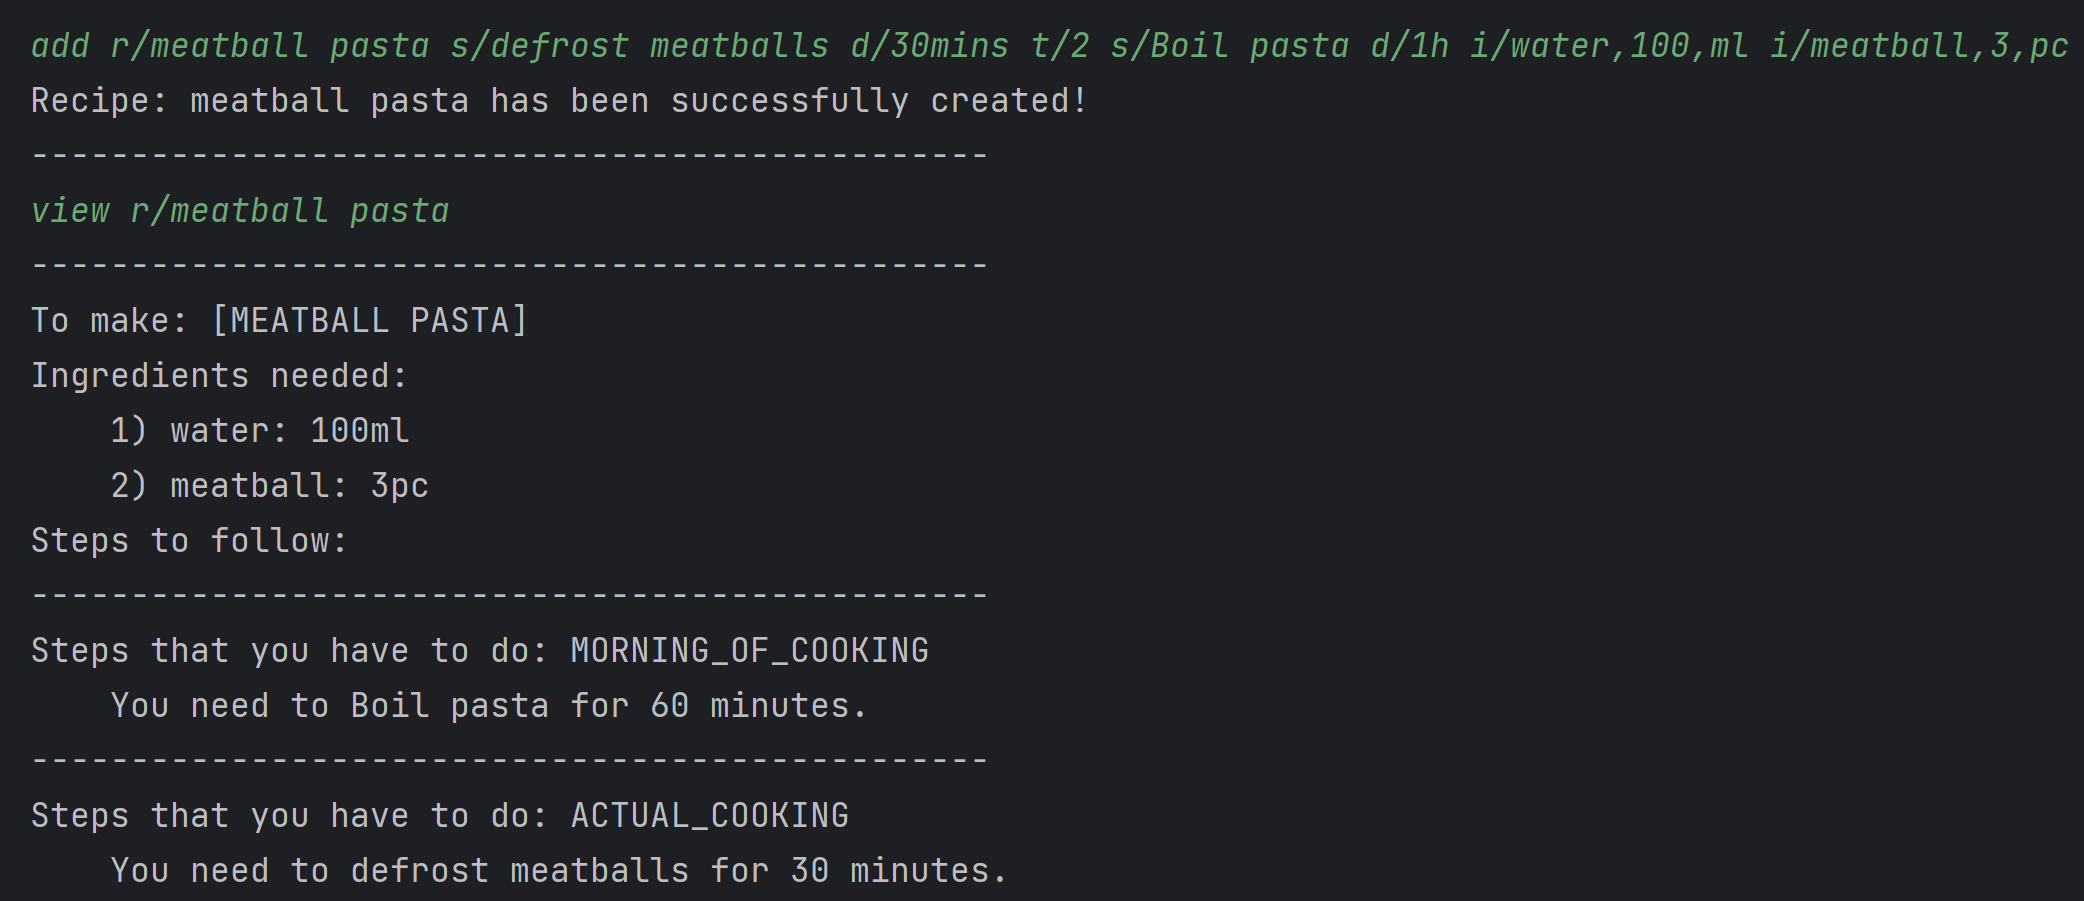 add r/meatball pasta s/defrost meatballs d/30mins t/2 s/Boil pasta d/1h i/water,100,ml i/meatball,3,pc
Recipe: meatball pasta has been successfully created!
------------------------------------------------
view r/meatball pasta
------------------------------------------------
To make: [MEATBALL PASTA]
Ingredients needed:
    1) water: 100ml
    2) meatball: 3pc
Steps to follow:
------------------------------------------------
Steps that you have to do: MORNING_OF_COOKING
    You need to Boil pasta for 60 minutes.
------------------------------------------------
Steps that you have to do: ACTUAL_COOKING
    You need to defrost meatballs for 30 minutes.